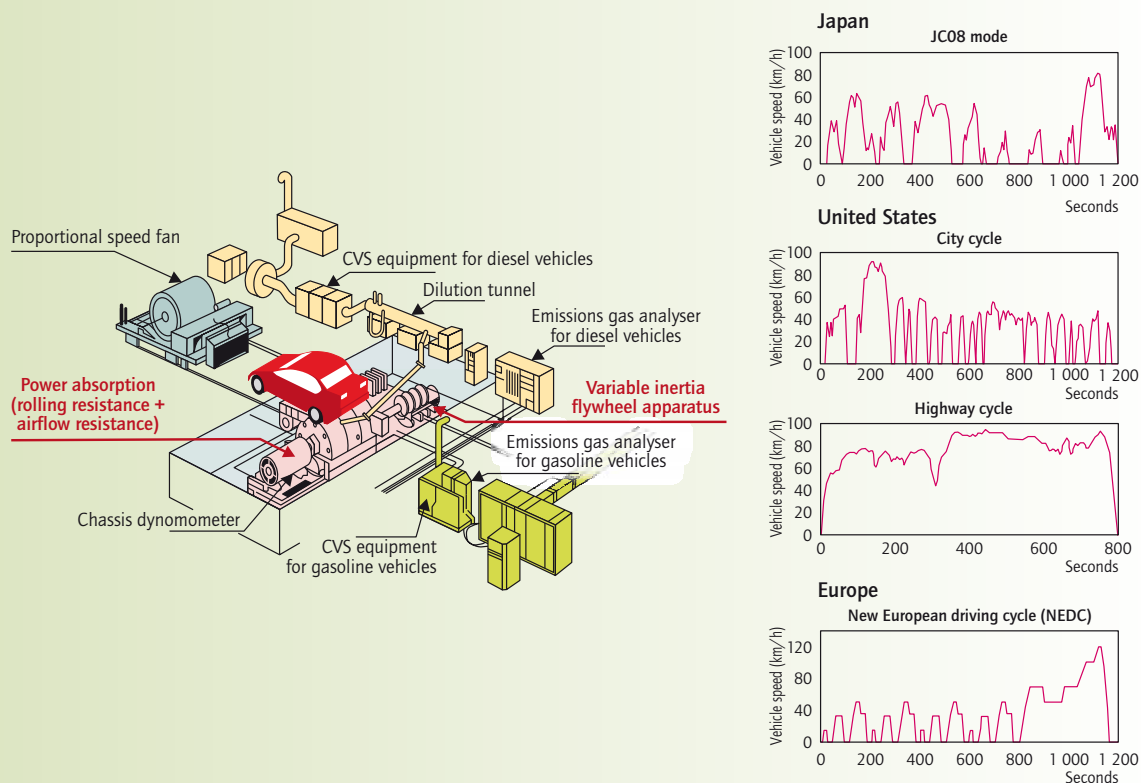 Proportional speed fan
CVS equipment for diesel vehicles
Dilution tunnel
Emissions gas analyser
for diesel vehicles
Power absorption
(rolling resistance +
airflow resistance)
Variable inertia
flywheel apparatus
Emissions gas analyser
for gasoline vehicles
Chassis dynomometer
CVS equipment
for gasoline vehicles
Japan
JC08 mode
Vehicle speed (km/h)
100
80
60
40
20
0
0 200 400 600 800 1 000 1 200
Seconds
United States
City cycle
Vehicle speed (km/h)
100
80
60
40
20
0
0 200 400 600 800 1 000 1 200
Seconds
Highway cycle
Vehicle speed (km/h)
100
80
60
40
20
0
0 200 400 600 800
Seconds
Europe
New European driving cycle (NEDC)
Vehicle speed (km/h)
120
80
40
0
0 200 400 600 800 1 000 1 200
Seconds